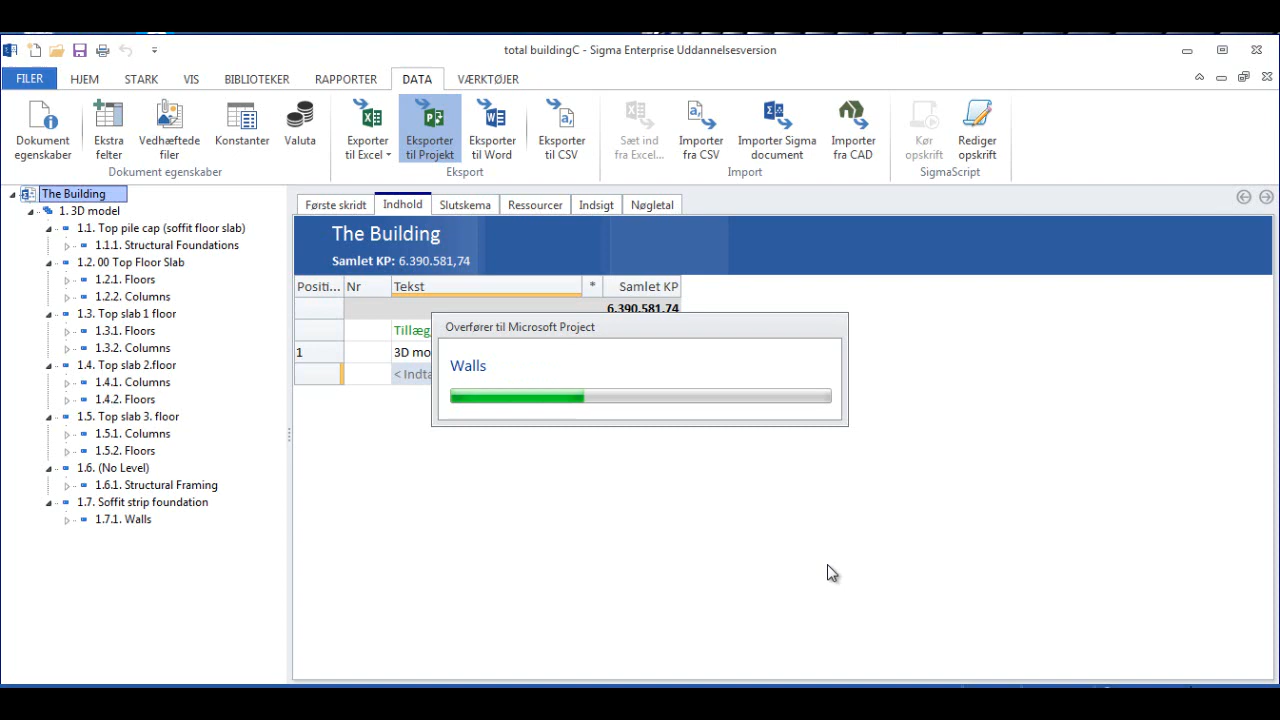 total buildingC - Sigma Enterprise Uddannelsesversion
FILER HJEM STARK VIS BIBLIOTEKER RAPPORTER DATA VÆRKTØJER
Dokument egenskaber
Ekstra felter
Vedhæftede filer
Konstanter
Valuta
Dokument egenskaber
Exporter til Excel
Eksporter til Projekt
Eksporter til Word
Eksporter til CSV
Eksport
Sæt ind fra Excel...
Importer fra CSV
Importer Sigma document
Importer fra CAD
Import
Kør opskrift
Rediger opskrift
SigmaScript
The Building
1. 3D model
1.1. Top pile cap (soffit floor slab)
1.1.1. Structural Foundations
1.2. 00 Top Floor Slab
1.2.1. Floors
1.2.2. Columns
1.3. Top slab 1 floor
1.3.1. Floors
1.3.2. Columns
1.4. Top slab 2.floor
1.4.1. Columns
1.4.2. Floors
1.5. Top slab 3. floor
1.5.1. Columns
1.5.2. Floors
1.6. (No Level)
1.6.1. Structural Framing
1.7. Soffit strip foundation
1.7.1. Walls
Første skridt Indhold Slutskema Ressourcer Indsigt Nøgletal
The Building
Samlet KP: 6.390.581,74
Positi... Nr Tekst * Samlet KP
6.390.581,74
Tillæg
1 3D mo
< Indta
Overfører til Microsoft Project
Walls